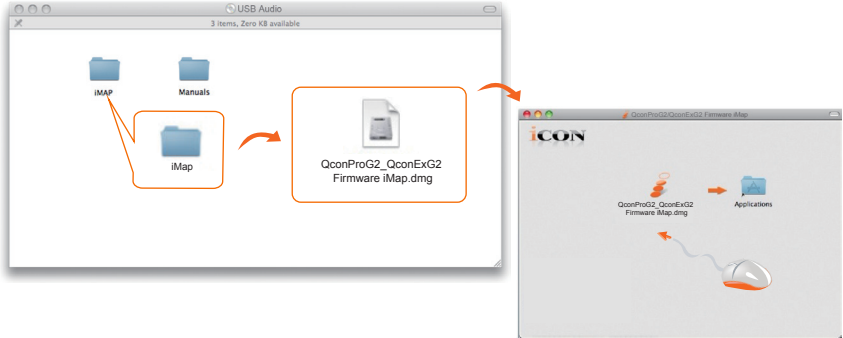 USB Audio
3 items, Zero KB available
iMAP
Manuals
iMap
QconProG2_QconExG2
Firmware iMap.dmg
QconProG2/QconExG2 Firmware iMap
iCON
QconProG2_QconExG2
Firmware iMap.dmg
Applications